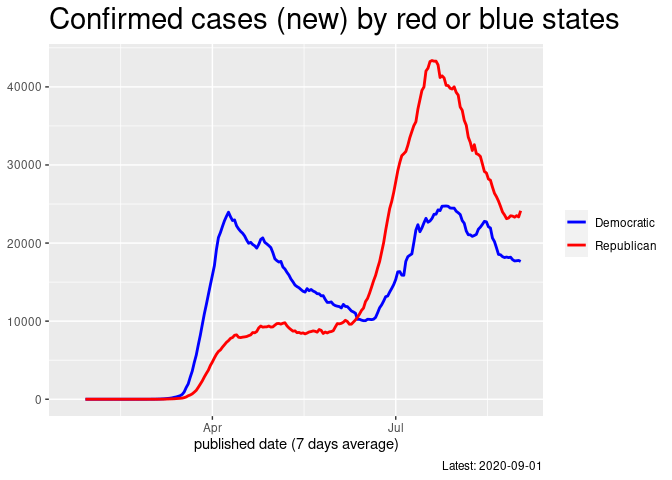 Confirmed cases (new) by red or blue states
40000
30000
20000
10000
0
Apr
Jul
published date (7 days average)
Democratic
Republican
Latest: 2020-09-01